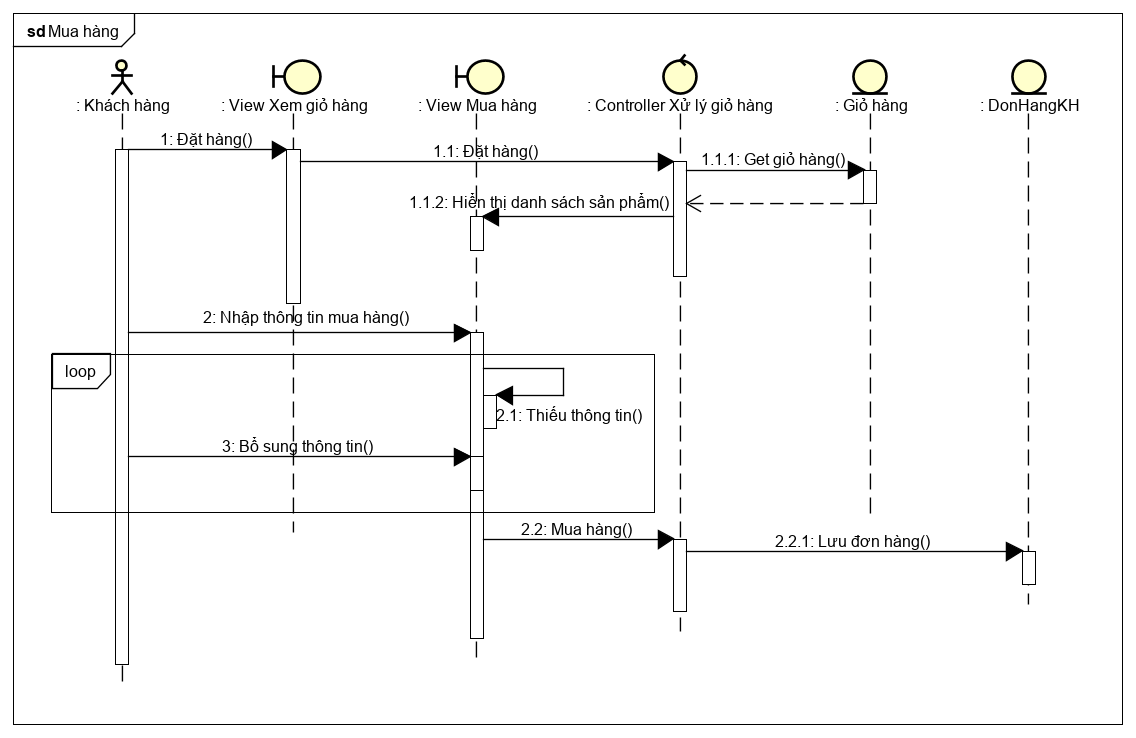 sd Mua hàng
: Khách hàng
: View Xem giỏ hàng
: View Mua hàng
: Controller Xử lý giỏ hàng
: Giỏ hàng
: DonHangKH
1: Đặt hàng()
1.1: Đặt hàng()
1.1.1: Get giỏ hàng()
1.1.2: Hiển thị danh sách sản phẩm()
2: Nhập thông tin mua hàng()
loop
2.1: Thiếu thông tin()
3: Bổ sung thông tin()
2.2: Mua hàng()
2.2.1: Lưu đơn hàng()